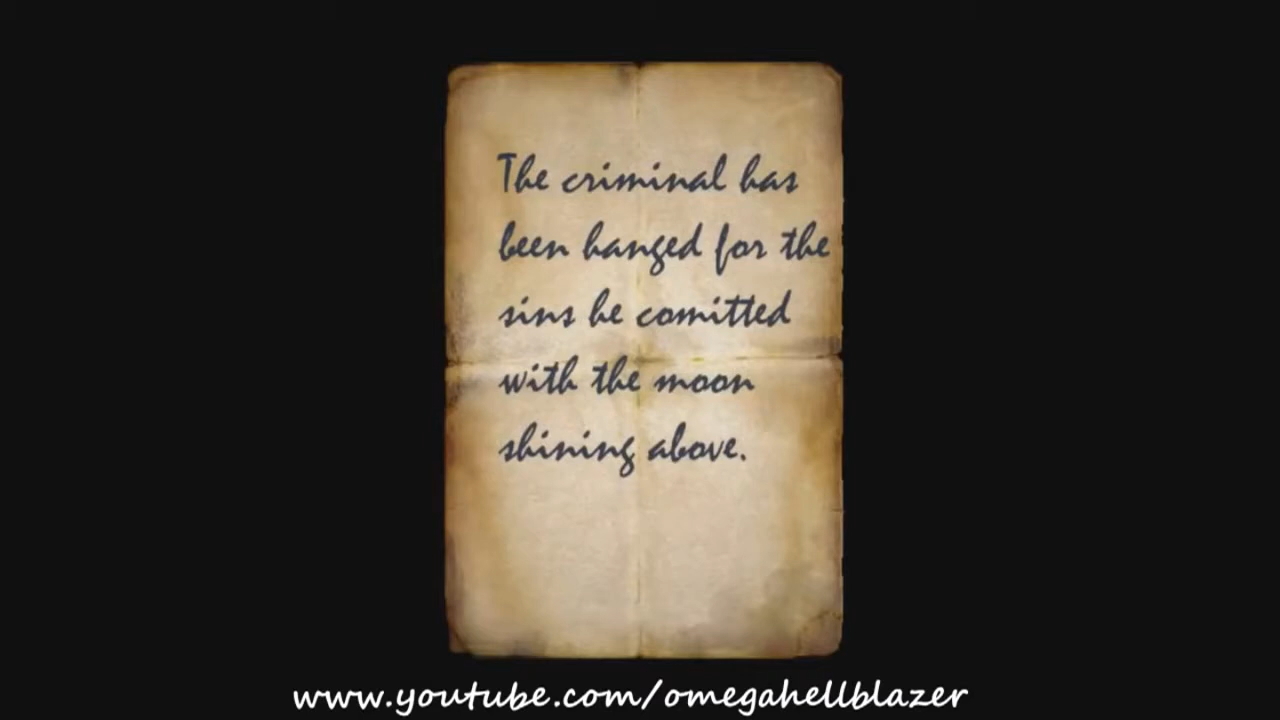 The criminal has
been hanged for the
sins he comitted
with the moon
shining above.
www.youtube.com/omegahellblazer